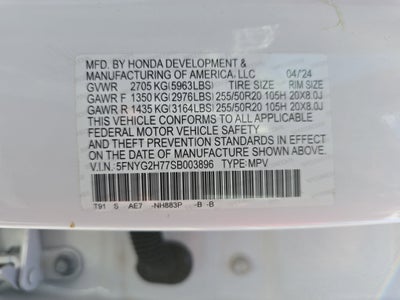 MFD. BY HONDA DEVELOPMENT &
MANUFACTURING OF AMERICA, LLC 04/24
GVWR 2705 KG(5963LBS) TIRE SIZE RIM SIZE
GAWR F 1350 KG(2976LBS) 255/50R20 105H 20X8.0J
GAWR R 1435 KG(3164LBS) 255/50R20 105H 20X8.0J
THIS VEHICLE CONFORMS TO ALL APPLICABLE
FEDERAL MOTOR VEHICLE SAFETY
AND THEFT PREVENTION STANDARDS IN EFFECT ON THE
DATE OF MANUFACTURE SHOWN ABOVE.
V.I.N. 5FNYG2H77SB003896 TYPE:MPV
T91 S AE7 -NH883P -B -B